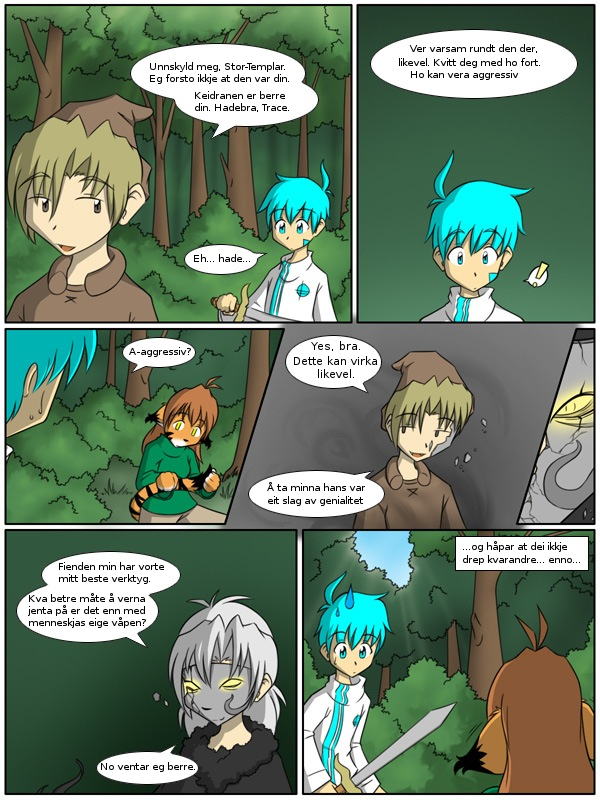 Unnskyld meg, Stor-Templar.
Eg forsto ikkje at den var din.
Keidranen er berre
din. Hadebra, Trace.
Eh... hade...
Ver varsam rundt den der,
likevel. Kvitt deg med ho fort.
Ho kan vera aggressiv
A-aggressiv?
Yes, bra.
Dette kan virka
likevel.
Å ta minna hans var
eit slag av genialitet
Fienden min har vorte
mitt beste verktyg.
Kva betre måte å verna
jenta på er det enn med
menneskjas eige våpen?
No ventar eg berre.
...og håpar at dei ikkje
drep kvarandre... enno...